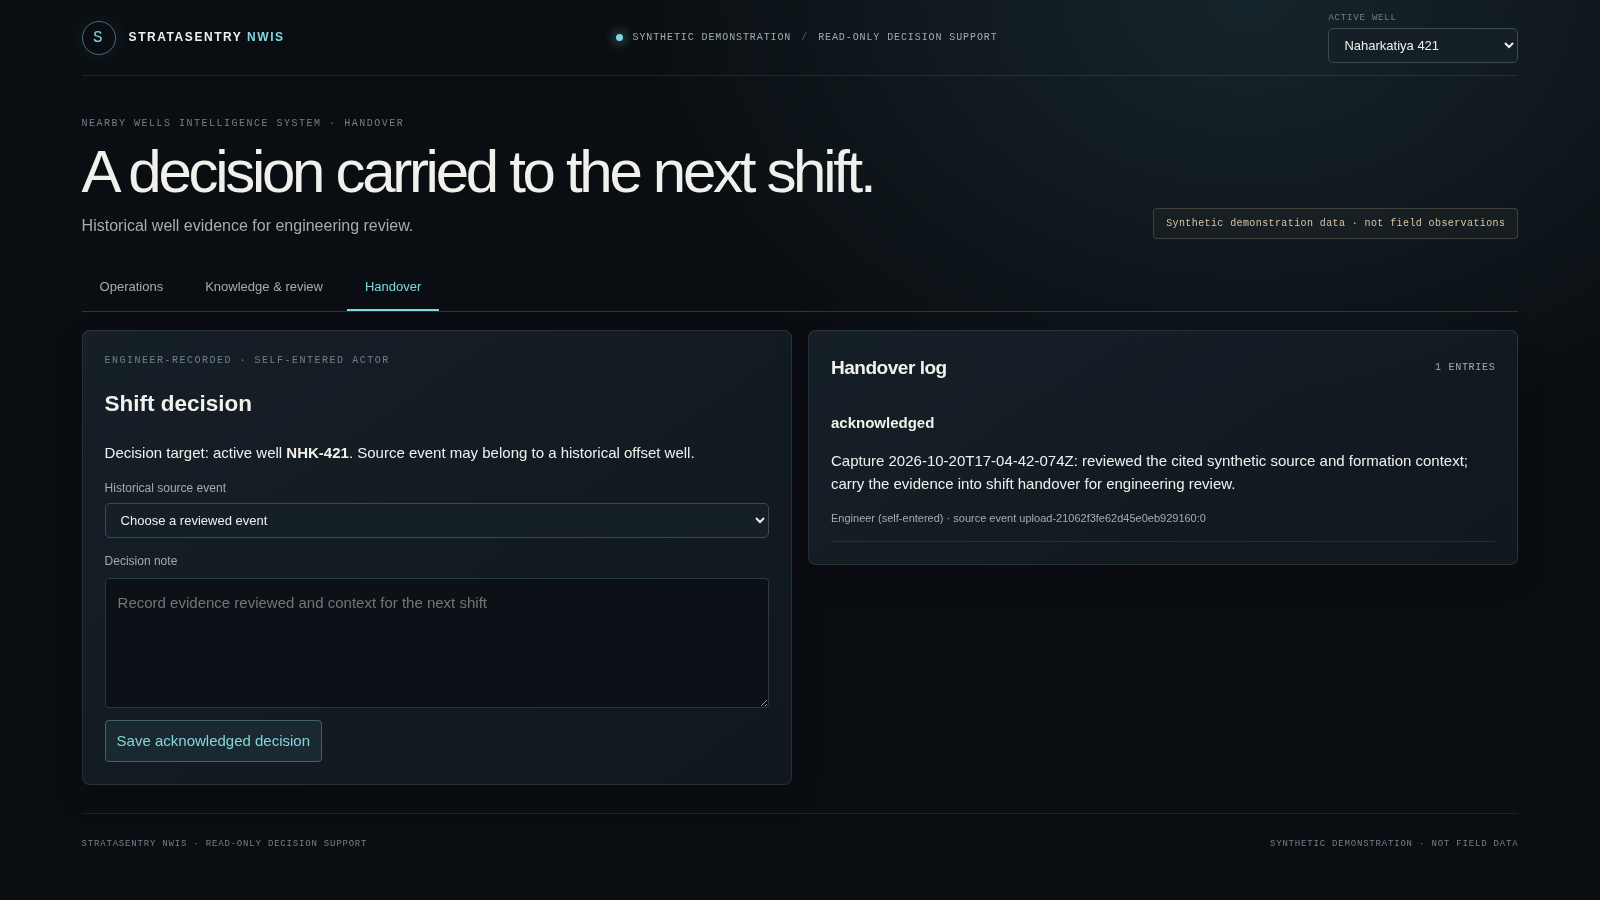 S
STRATASENTRY NWIS
SYNTHETIC DEMONSTRATION / READ-ONLY DECISION SUPPORT
ACTIVE WELL
Naharkatiya 421
NEARBY WELLS INTELLIGENCE SYSTEM · HANDOVER
A decision carried to the next shift.
Historical well evidence for engineering review.
Synthetic demonstration data · not field observations
Operations
Knowledge & review
Handover
ENGINEER-RECORDED · SELF-ENTERED ACTOR
Shift decision
Decision target: active well NHK-421. Source event may belong to a historical offset well.
Historical source event
Choose a reviewed event
Decision note
Record evidence reviewed and context for the next shift
Save acknowledged decision
Handover log
1 ENTRIES
acknowledged
Capture 2026-10-20T17-04-42-074Z: reviewed the cited synthetic source and formation context;
carry the evidence into shift handover for engineering review.
Engineer (self-entered) · source event upload-21062f3fe62d45e0eb929160:0
STRATASENTRY NWIS · READ-ONLY DECISION SUPPORT
SYNTHETIC DEMONSTRATION · NOT FIELD DATA